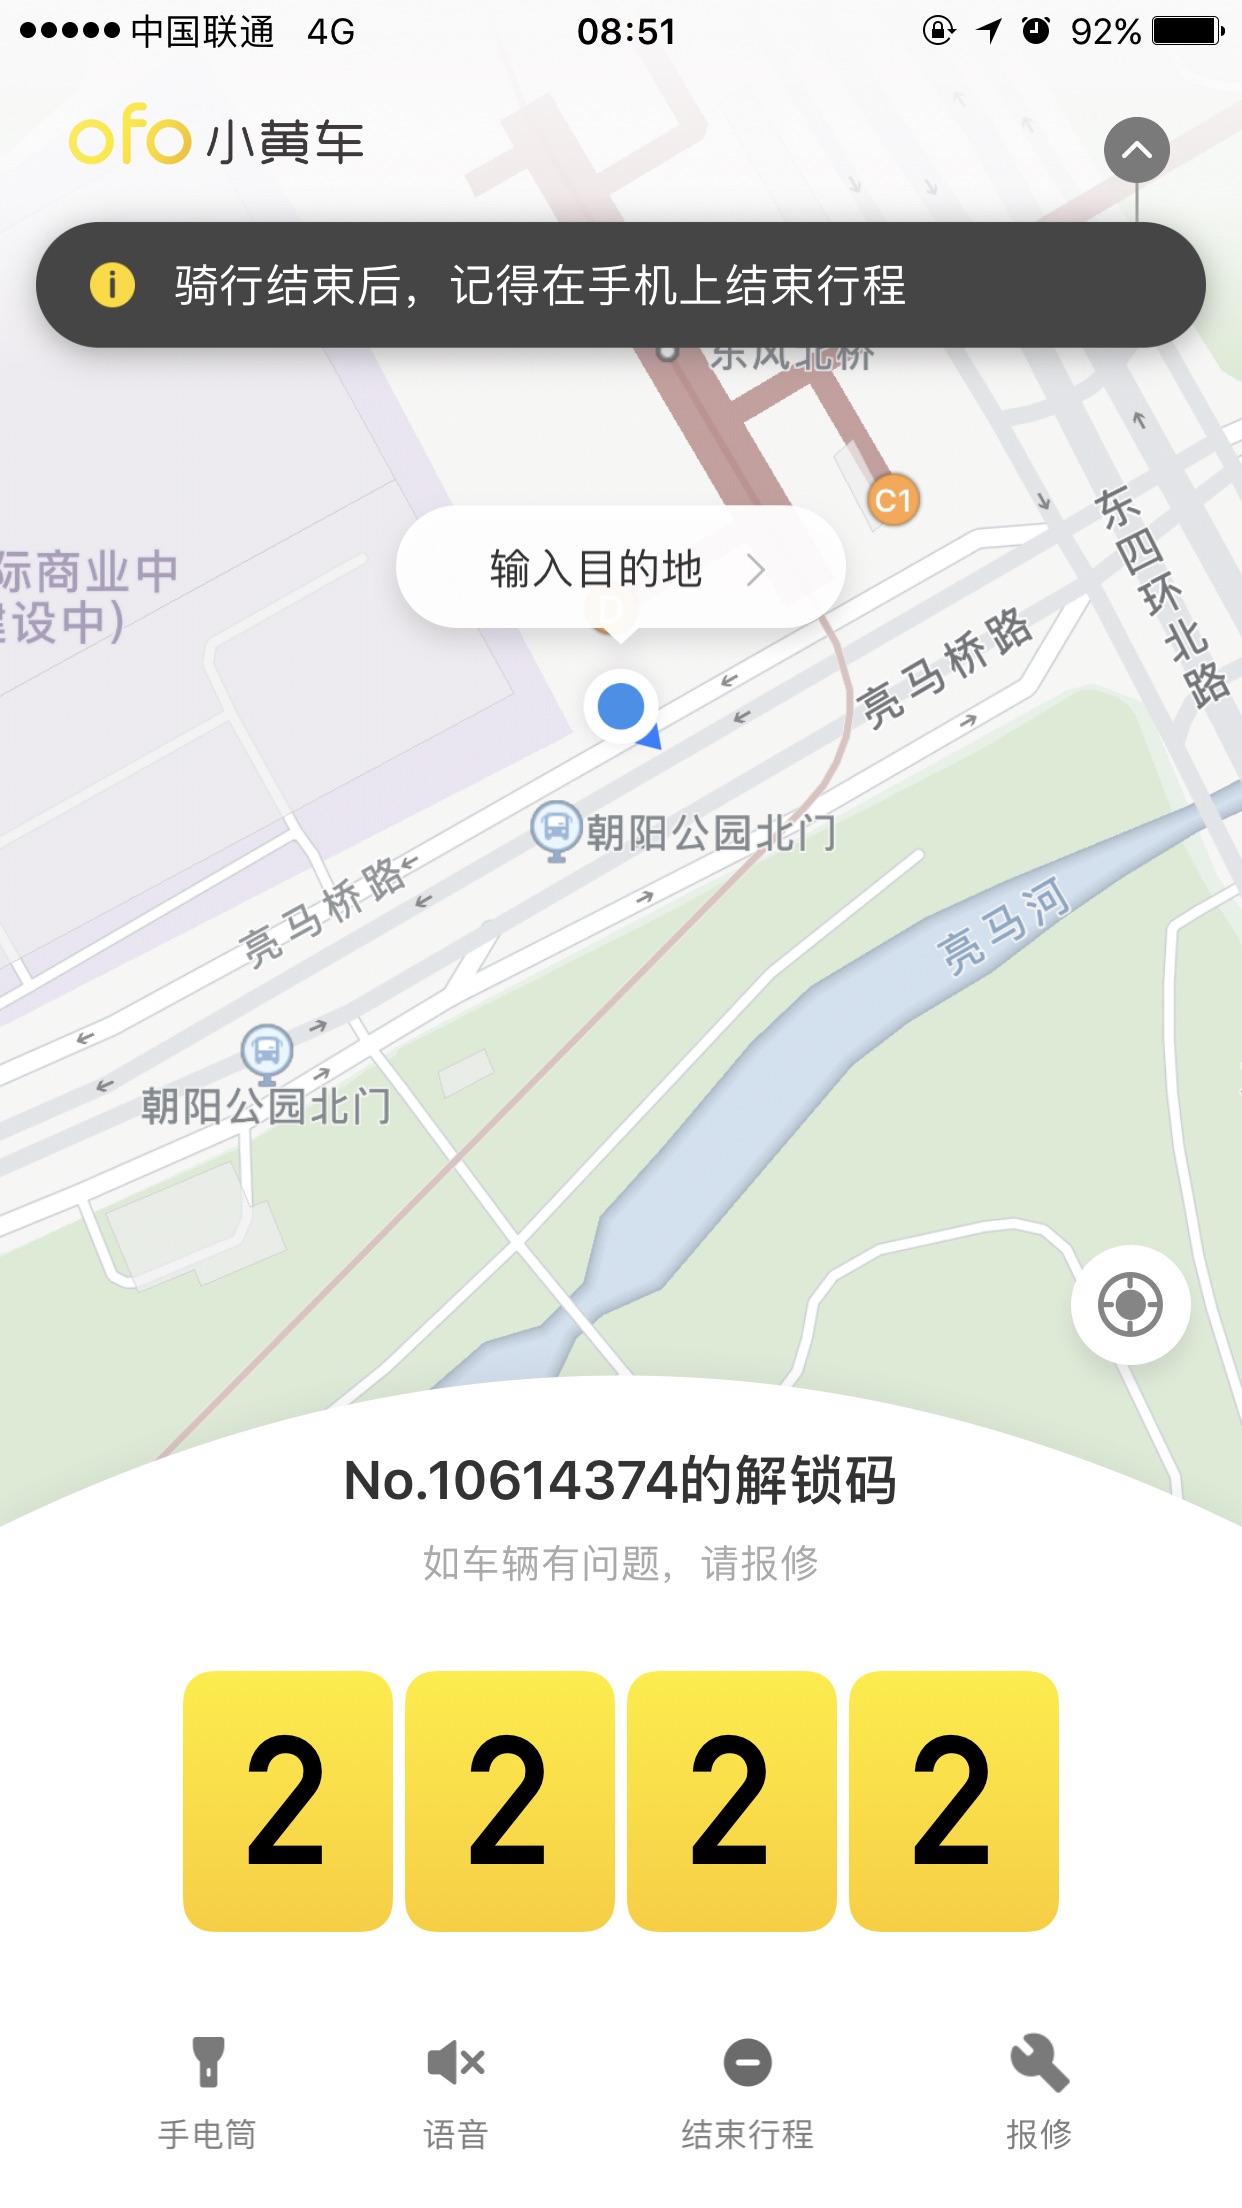 中国联通 4G 08:51 92%
ofo 小黄车
骑行结束后，记得在手机上结束行程
东风北桥
C1
输入目的地
D
际商业中
建设中)
东四环北路
亮马桥路
朝阳公园北门
亮马桥路
亮马河
朝阳公园北门
No.10614374的解锁码
如车辆有问题，请报修
2 2 2 2
手电筒 语音 结束行程 报修